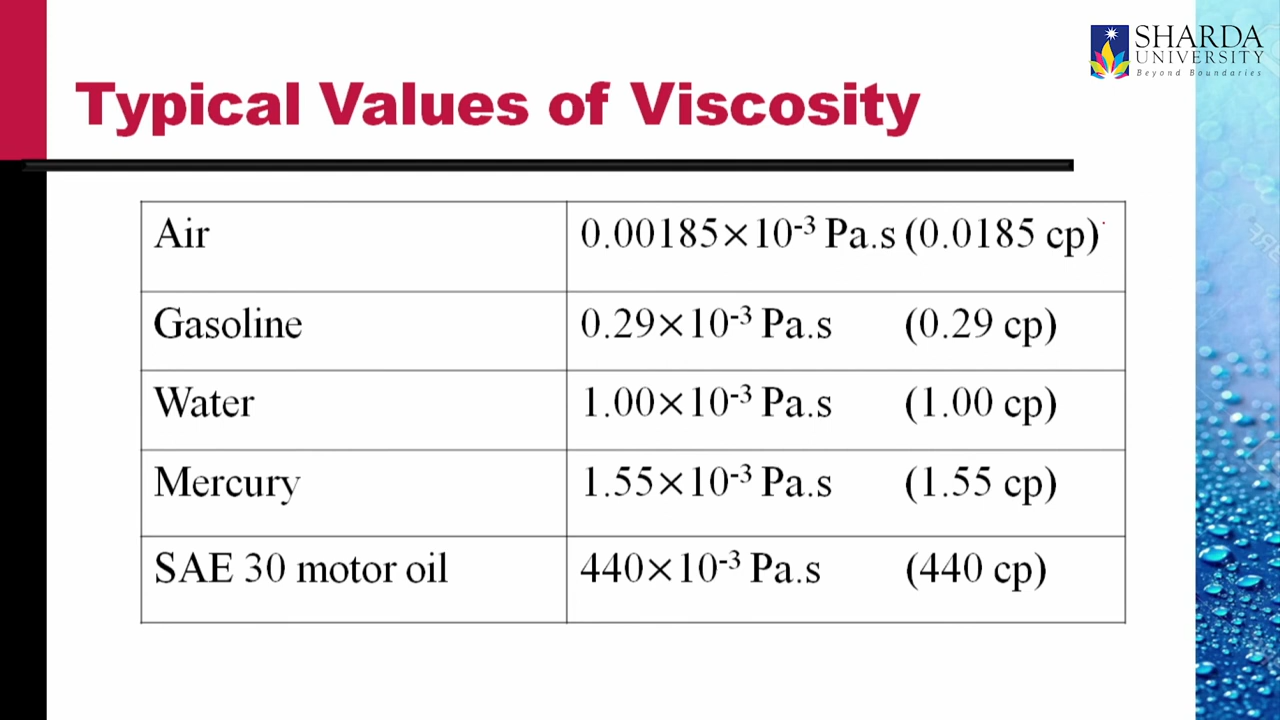 SHARDA
UNIVERSITY
Beyond Boundaries
Typical Values of Viscosity
Air 0.00185×10⁻³ Pa.s (0.0185 cp)
Gasoline 0.29×10⁻³ Pa.s (0.29 cp)
Water 1.00×10⁻³ Pa.s (1.00 cp)
Mercury 1.55×10⁻³ Pa.s (1.55 cp)
SAE 30 motor oil 440×10⁻³ Pa.s (440 cp)